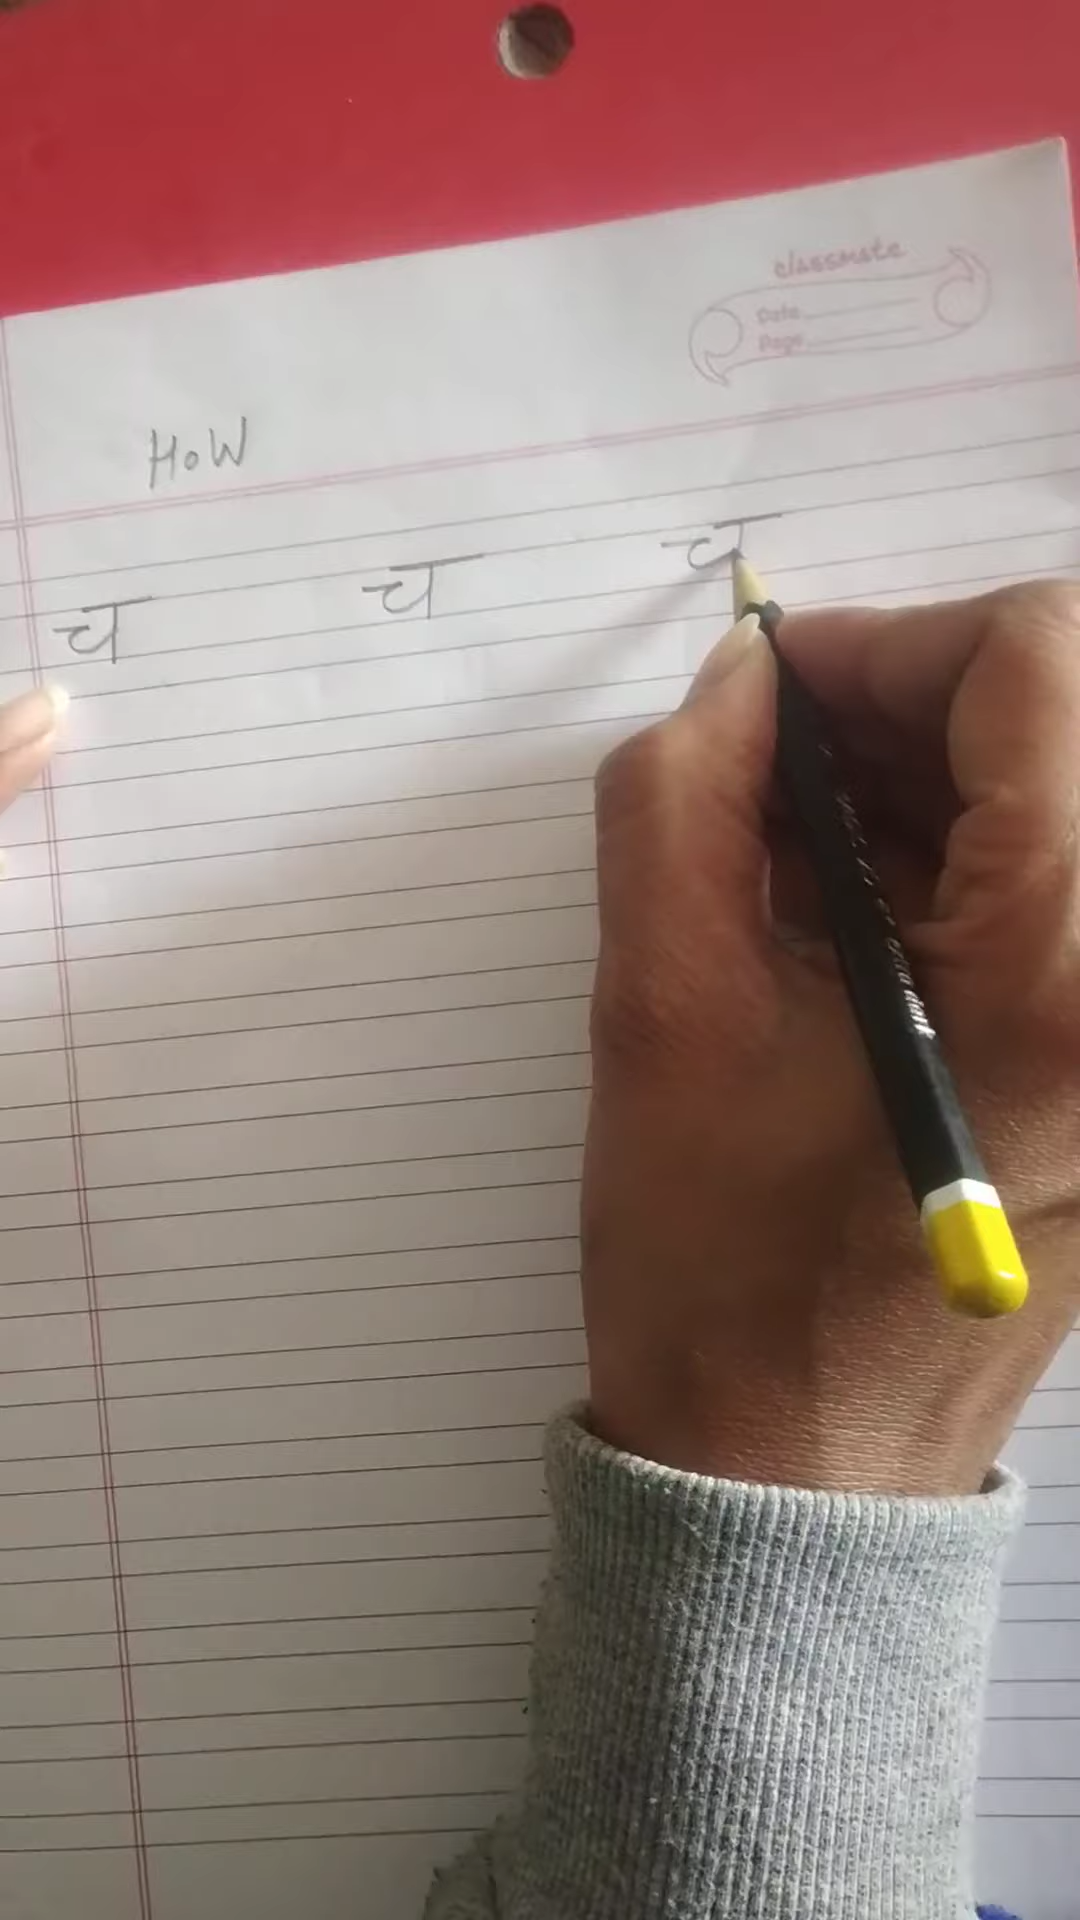 classmate
Date
Page
HoW
च च च